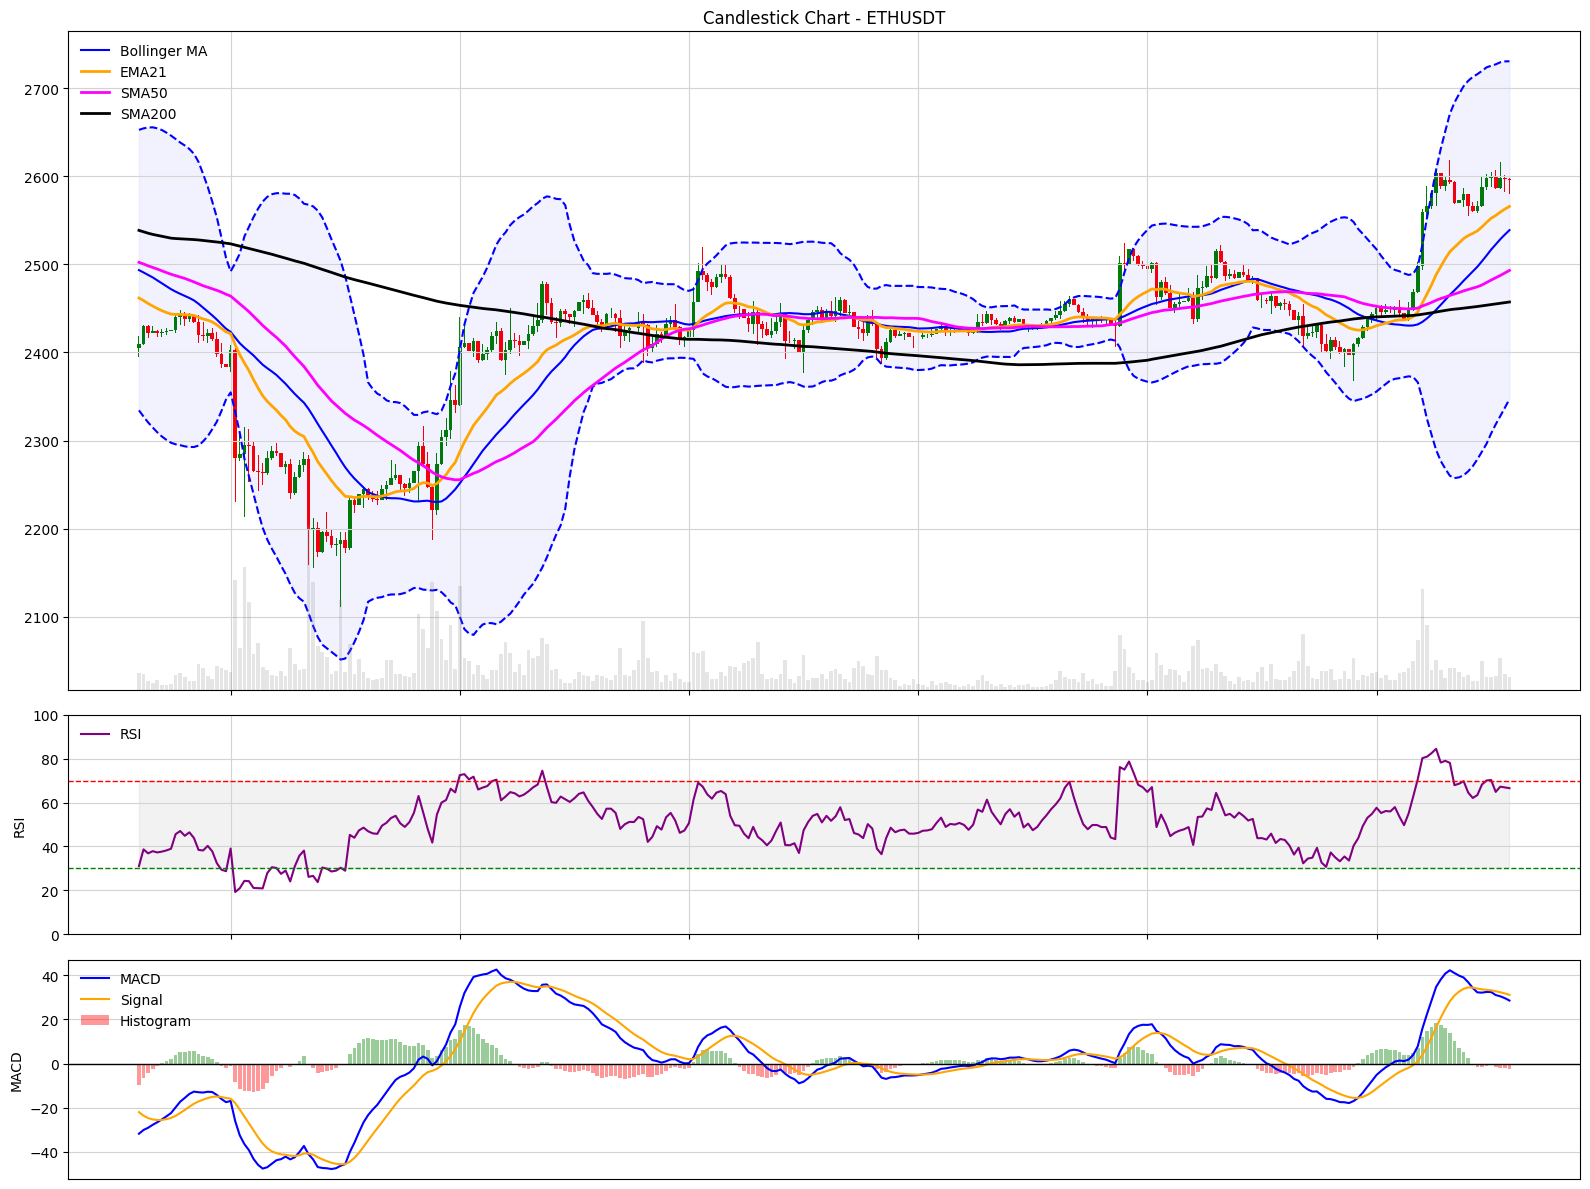 Candlestick Chart - ETHUSDT
Bollinger MA
EMA21
SMA50
SMA200
2700
2600
2500
2400
2300
2200
2100
RSI
100
80
60
40
20
0
RSI
MACD
Signal
Histogram
40
20
0
−20
−40
MACD